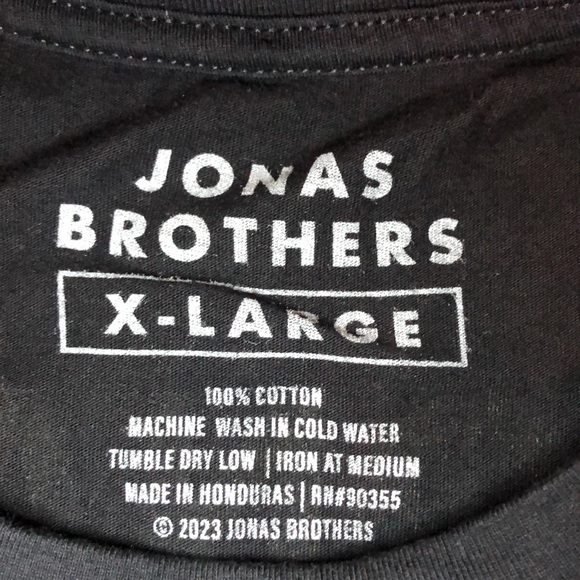 JONAS
BROTHERS
X-LARGE
100% COTTON
MACHINE WASH IN COLD WATER
TUMBLE DRY LOW | IRON AT MEDIUM
MADE IN HONDURAS | RN#90355
© 2023 JONAS BROTHERS